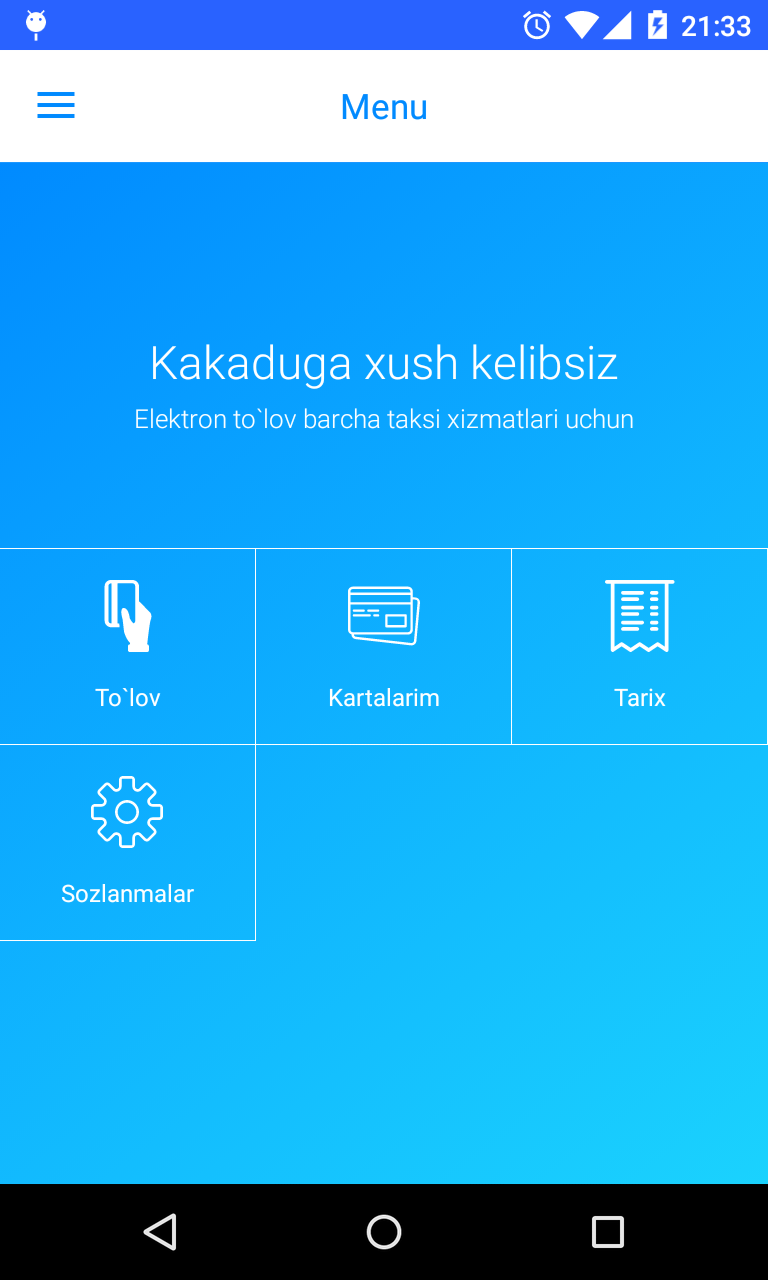 21:33
Menu
Kakaduga xush kelibsiz
Elektron to`lov barcha taksi xizmatlari uchun
To`lov
Kartalarim
Tarix
Sozlanmalar